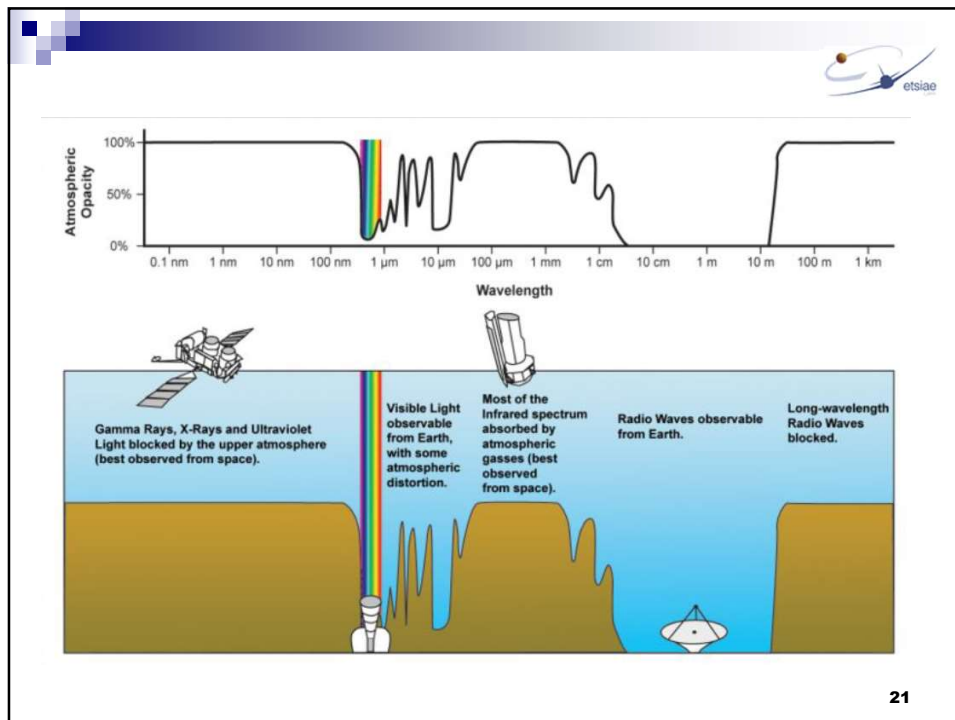 etsiae
Atmospheric
Opacity
100%
50%
0%
0.1 nm 1 nm 10 nm 100 nm 1 μm 10 μm 100 μm 1 mm 1 cm 10 cm 1 m 10 m 100 m 1 km
Wavelength
Gamma Rays, X-Rays and Ultraviolet
Light blocked by the upper atmosphere
(best observed from space).
Visible Light
observable
from Earth,
with some
atmospheric
distortion.
Most of the
Infrared spectrum
absorbed by
atmospheric
gasses (best
observed
from space).
Radio Waves observable
from Earth.
Long-wavelength
Radio Waves
blocked.
21